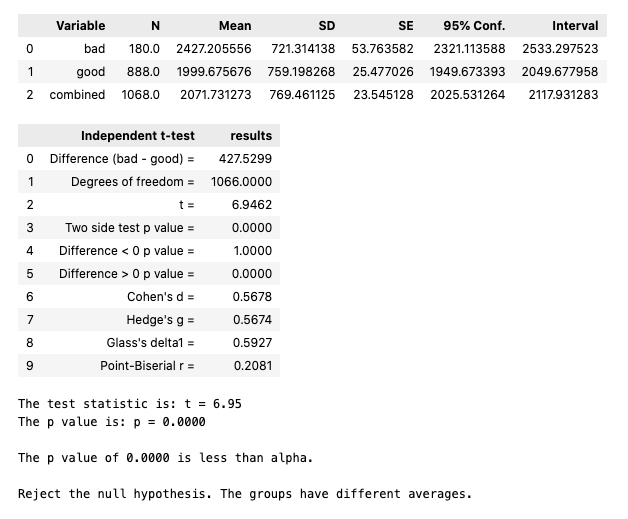 Variable N Mean SD SE 95% Conf. Interval
0 bad 180.0 2427.205556 721.314138 53.763582 2321.113588 2533.297523
1 good 888.0 1999.675676 759.198268 25.477026 1949.673393 2049.677958
2 combined 1068.0 2071.731273 769.461125 23.545128 2025.531264 2117.931283
Independent t-test results
0 Difference (bad - good) = 427.5299
1 Degrees of freedom = 1066.0000
2 t = 6.9462
3 Two side test p value = 0.0000
4 Difference < 0 p value = 1.0000
5 Difference > 0 p value = 0.0000
6 Cohen's d = 0.5678
7 Hedge's g = 0.5674
8 Glass's delta1 = 0.5927
9 Point-Biserial r = 0.2081
The test statistic is: t = 6.95
The p value is: p = 0.0000
The p value of 0.0000 is less than alpha.
Reject the null hypothesis. The groups have different averages.